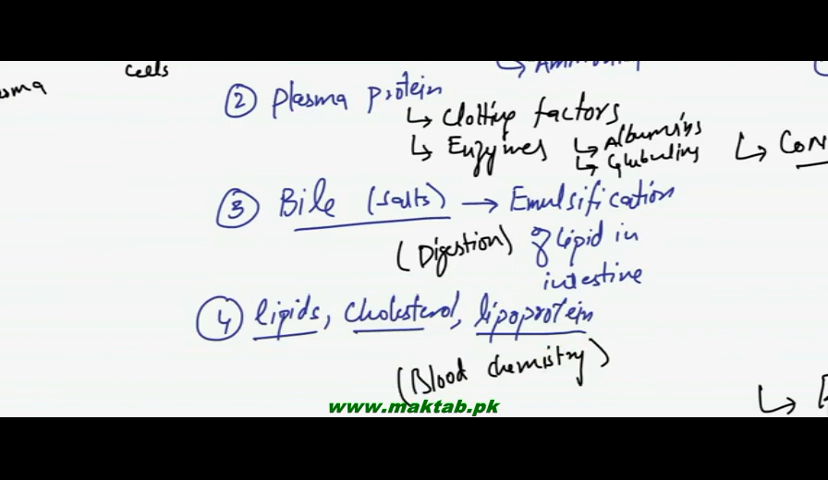 Cells
② plasma protein
↳ Clotting factors
↳ Enzymes ↳ Albumins
↳ Globulins
③ Bile (salts) → Emulsification
(Digestion) of lipid in
intestine
④ lipids, Cholesterol, lipoprotein
(Blood chemistry)
www.maktab.pk